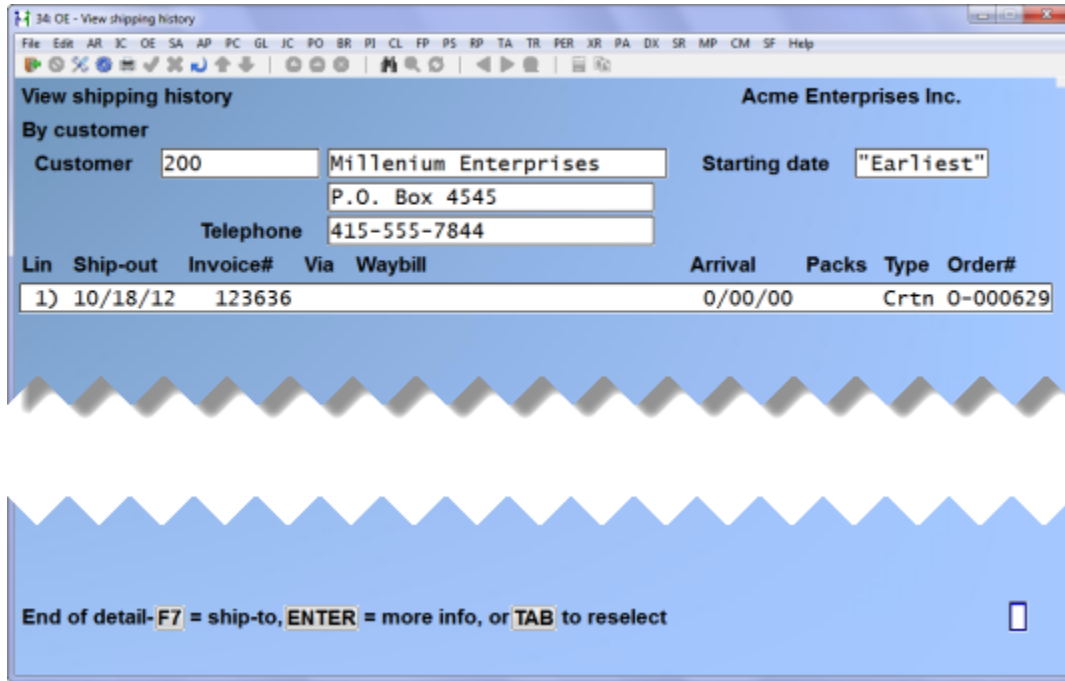 34: OE - View shipping history
File Edit AR IC OE SA AP PC GL JC PO BR PI CL FP PS RP TA TR PER XR PA DX SR MP CM SF Help
View shipping history Acme Enterprises Inc.
By customer
Customer 200 Millenium Enterprises Starting date "Earliest"
P.O. Box 4545
Telephone 415-555-7844
Lin Ship-out Invoice# Via Waybill Arrival Packs Type Order#
1) 10/18/12 123636 0/00/00 Crtn O-000629
End of detail- F7 = ship-to, ENTER = more info, or TAB to reselect